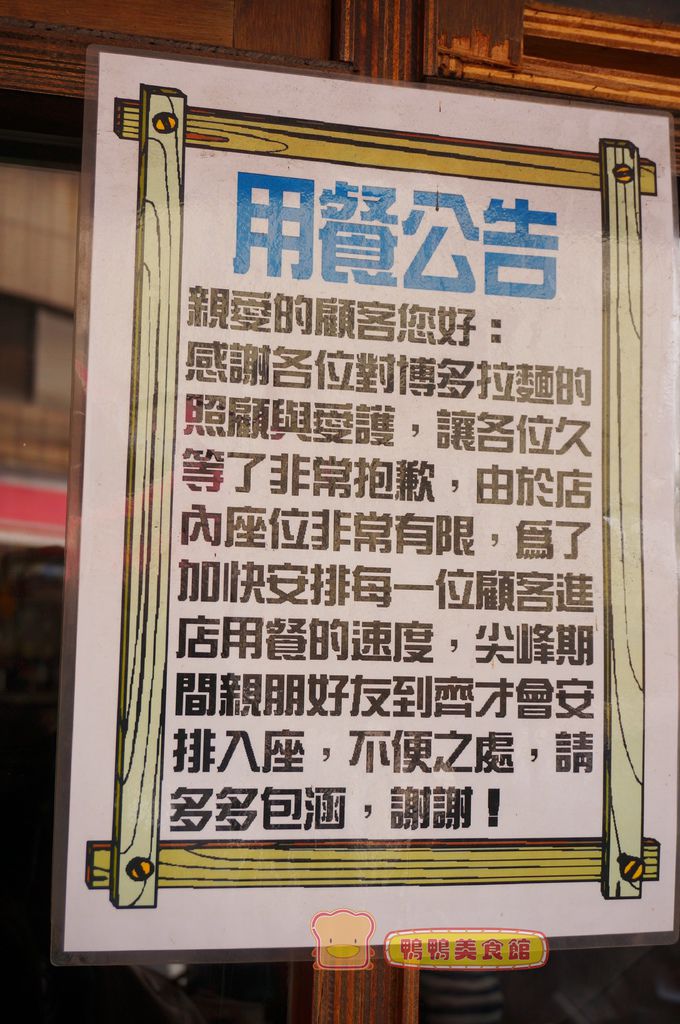 用餐公告
親愛的顧客您好：
感謝各位對博多拉麵的
照顧與愛護，讓各位久
等了非常抱歉，由於店
內座位非常有限，為了
加快安排每一位顧客進
店用餐的速度，尖峰期
間親朋好友到齊才會安
排入座，不便之處，請
多多包涵，謝謝！
鴨鴨美食館